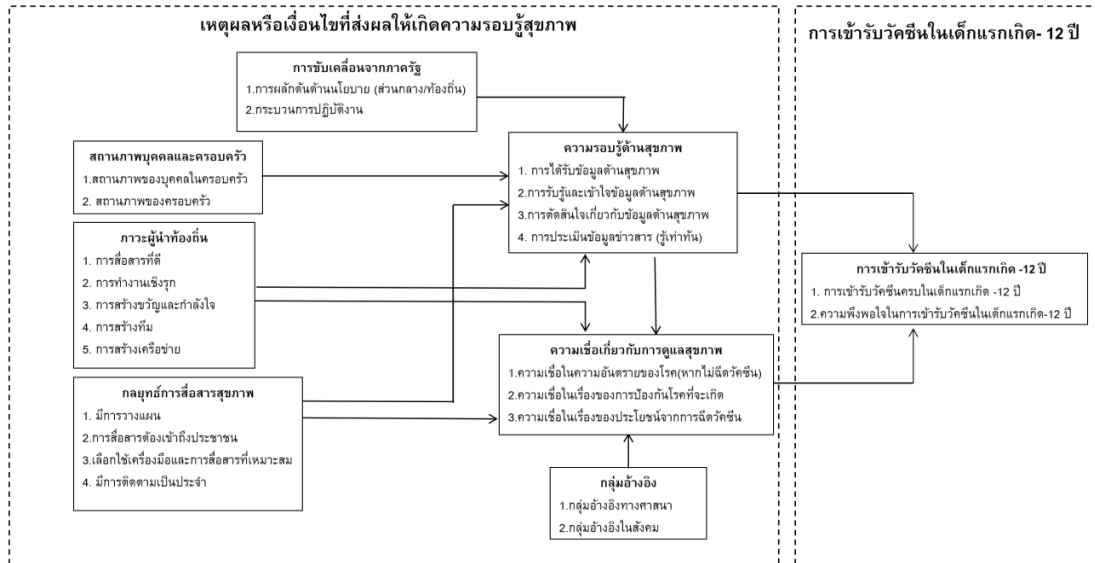 เหตุผลหรือเงื่อนไขที่ส่งผลให้เกิดความรอบรู้สุขภาพ
การเข้ารับวัคซีนในเด็กแรกเกิด- 12 ปี
การขับเคลื่อนจากภาครัฐ
1.การผลักดันด้านนโยบาย (ส่วนกลาง/ท้องถิ่น)
2.กระบวนการปฏิบัติงาน
สถานภาพบุคคลและครอบครัว
1.สถานภาพของบุคคลในครอบครัว
2. สถานภาพของครอบครัว
ความรอบรู้ด้านสุขภาพ
1. การได้รับข้อมูลด้านสุขภาพ
2.การรับรู้และเข้าใจข้อมูลด้านสุขภาพ
3.การตัดสินใจเกี่ยวกับข้อมูลด้านสุขภาพ
4. การประเมินข้อมูลข่าวสาร (รู้เท่าทัน)
ภาวะผู้นำท้องถิ่น
1. การสื่อสารที่ดี
2. การทำงานเชิงรุก
3. การสร้างขวัญและกำลังใจ
4. การสร้างทีม
5. การสร้างเครือข่าย
การเข้ารับวัคซีนในเด็กแรกเกิด -12 ปี
1. การเข้ารับวัคซีนครบในเด็กแรกเกิด -12 ปี
2.ความพึงพอใจในการเข้ารับวัคซีนในเด็กแรกเกิด-12 ปี
ความเชื่อเกี่ยวกับการดูแลสุขภาพ
1.ความเชื่อในความอันตรายของโรค(หากไม่ฉีดวัคซีน)
2.ความเชื่อในเรื่องของการป้องกันโรคที่จะเกิด
3.ความเชื่อในเรื่องของประโยชน์จากการฉีดวัคซีน
กลยุทธ์การสื่อสารสุขภาพ
1. มีการวางแผน
2.การสื่อสารต้องเข้าถึงประชาชน
3.เลือกใช้เครื่องมือและการสื่อสารที่เหมาะสม
4. มีการติดตามเป็นประจำ
กลุ่มอ้างอิง
1.กลุ่มอ้างอิงทางศาสนา
2.กลุ่มอ้างอิงในสังคม